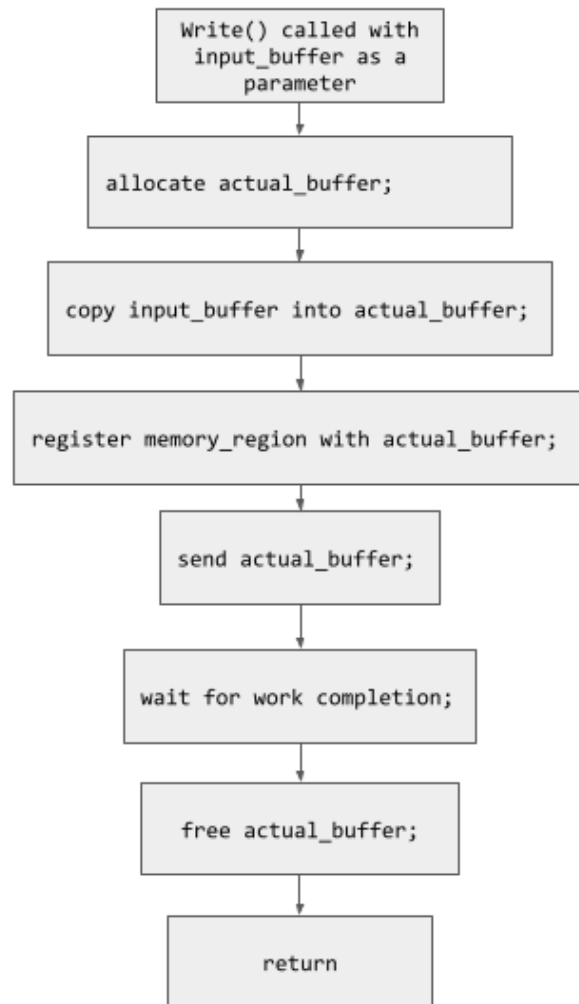 Write() called with
input_buffer as a
parameter
allocate actual_buffer;
copy input_buffer into actual_buffer;
register memory_region with actual_buffer;
send actual_buffer;
wait for work completion;
free actual_buffer;
return